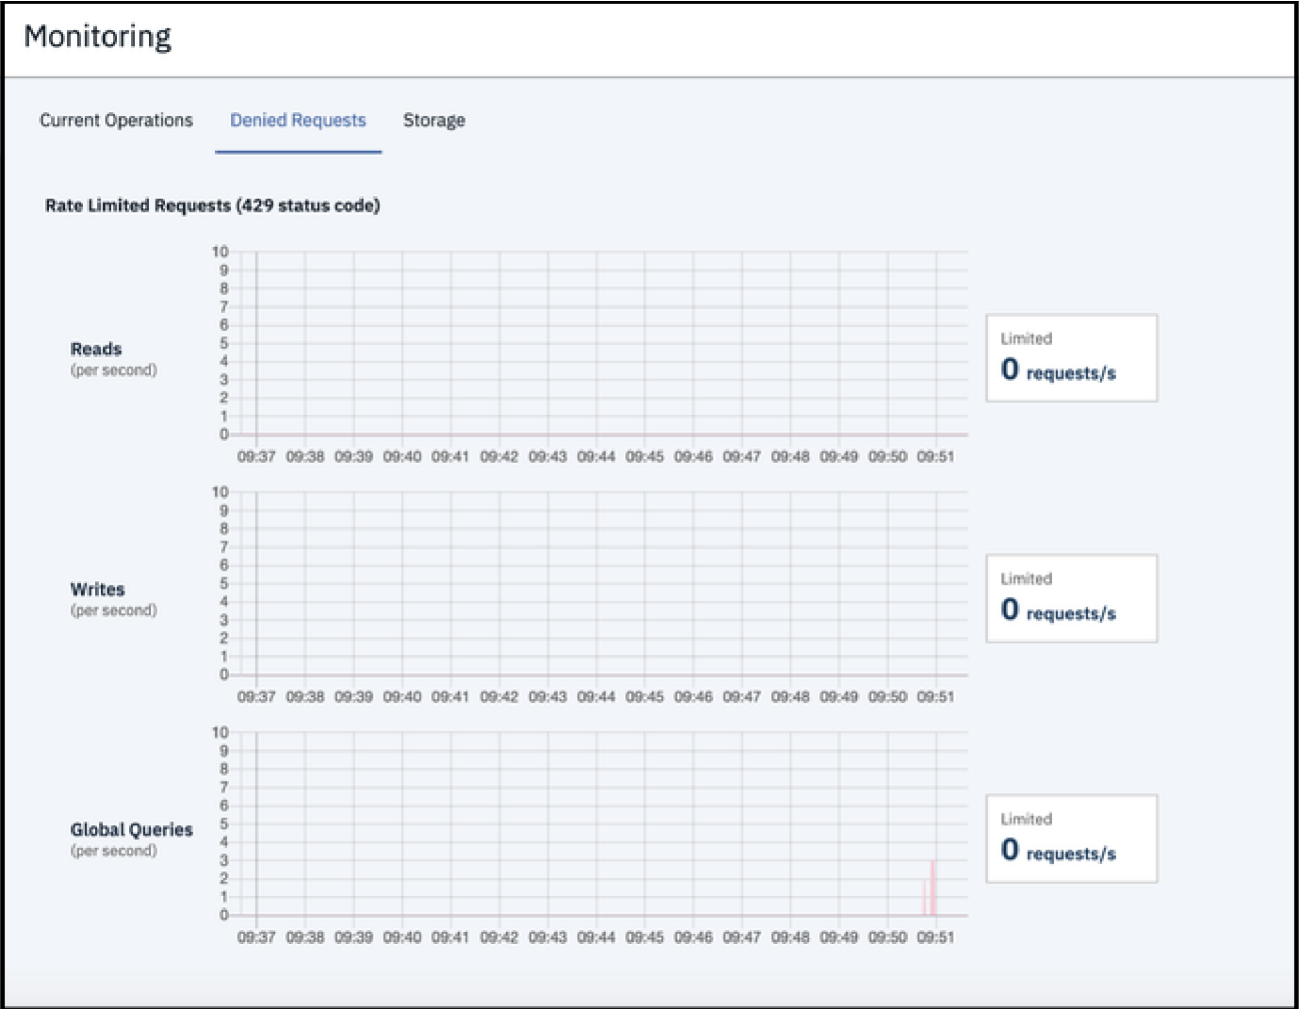 Monitoring
Current Operations Denied Requests Storage
Rate Limited Requests (429 status code)
10
9
8
7
6
5
4
3
2
1
0
Reads
(per second)
Limited
0 requests/s
09:37 09:38 09:39 09:40 09:41 09:42 09:43 09:44 09:45 09:46 09:47 09:48 09:49 09:50 09:51
10
9
8
7
6
5
4
3
2
1
0
Writes
(per second)
Limited
0 requests/s
09:37 09:38 09:39 09:40 09:41 09:42 09:43 09:44 09:45 09:46 09:47 09:48 09:49 09:50 09:51
10
9
8
7
6
5
4
3
2
1
0
Global Queries
(per second)
Limited
0 requests/s
09:37 09:38 09:39 09:40 09:41 09:42 09:43 09:44 09:45 09:46 09:47 09:48 09:49 09:50 09:51